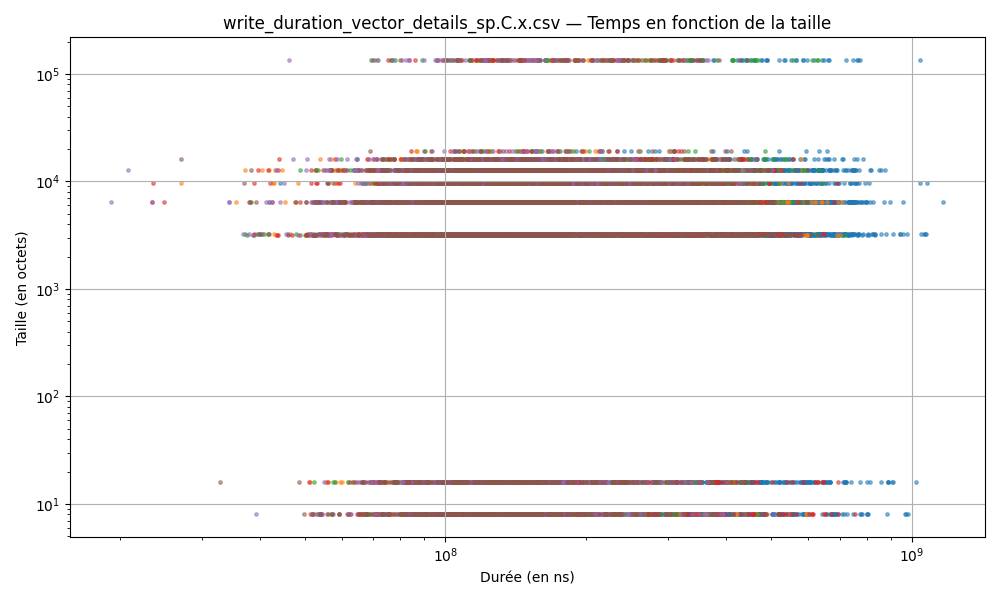 write_duration_vector_details_sp.C.x.csv — Temps en fonction de la taille
Taille (en octets)
10⁵
10⁴
10³
10²
10¹
10⁸
10⁹
Durée (en ns)